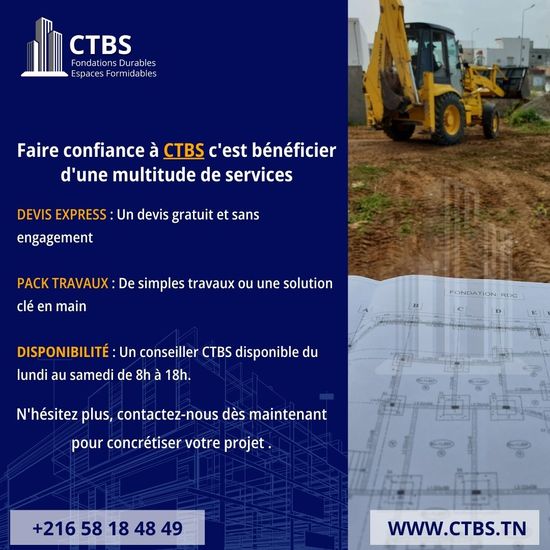 CTBS
Fondations Durables
Espaces Formidables
Faire confiance à CTBS c'est bénéficier
d'une multitude de services
DEVIS EXPRESS : Un devis gratuit et sans
engagement
PACK TRAVAUX : De simples travaux ou une solution
clé en main
DISPONIBILITÉ : Un conseiller CTBS disponible du
lundi au samedi de 8h à 18h.
N'hésitez plus, contactez-nous dès maintenant
pour concrétiser votre projet .
FONDATION RDC
A B C D E
+216 58 18 48 49
WWW.CTBS.TN